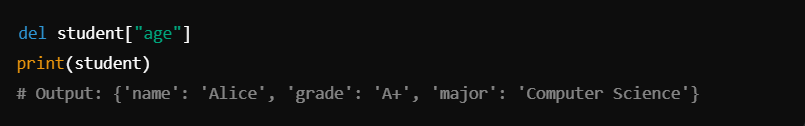 del student["age"]
print(student)
# Output: {'name': 'Alice', 'grade': 'A+', 'major': 'Computer Science'}